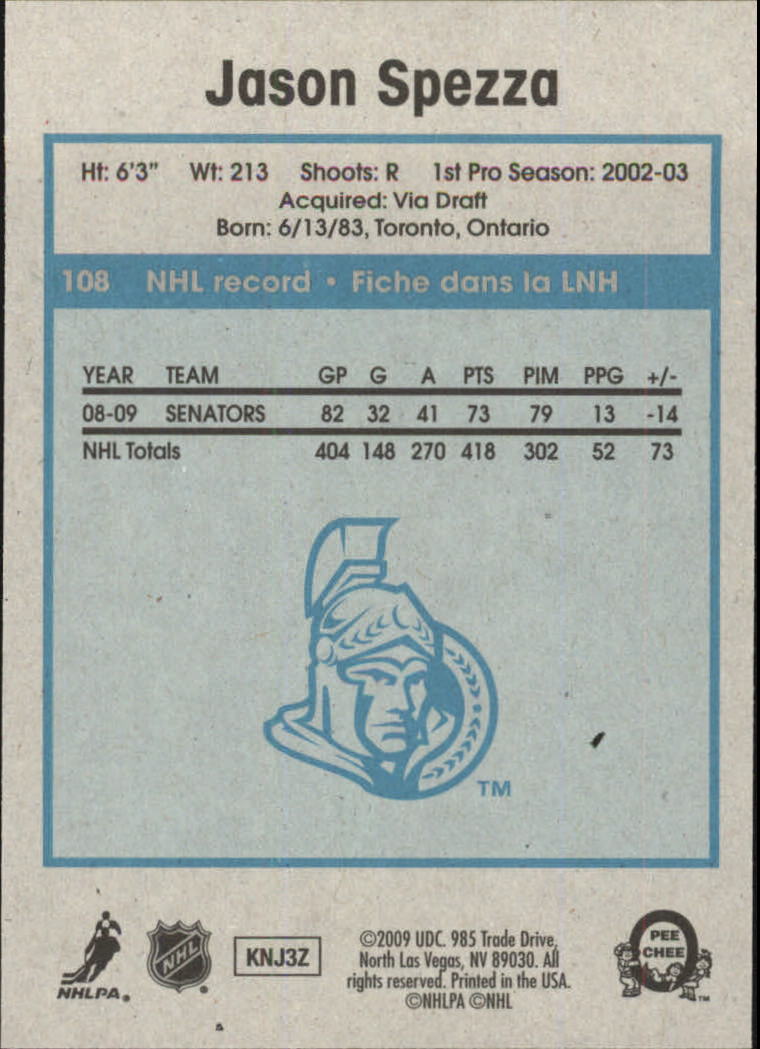 Jason Spezza
Ht: 6'3" Wt: 213 Shoots: R 1st Pro Season: 2002-03
Acquired: Via Draft
Born: 6/13/83, Toronto, Ontario
108 NHL record • Fiche dans la LNH
YEAR TEAM GP G A PTS PIM PPG +/-
08-09 SENATORS 82 32 41 73 79 13 -14
NHL Totals 404 148 270 418 302 52 73
TM
©2009 UDC. 985 Trade Drive,
North Las Vegas, NV 89030. All
rights reserved. Printed in the USA.
©NHLPA ©NHL
NHLPA®
NHL
KNJ3Z
O
PEE
CHEE
TM